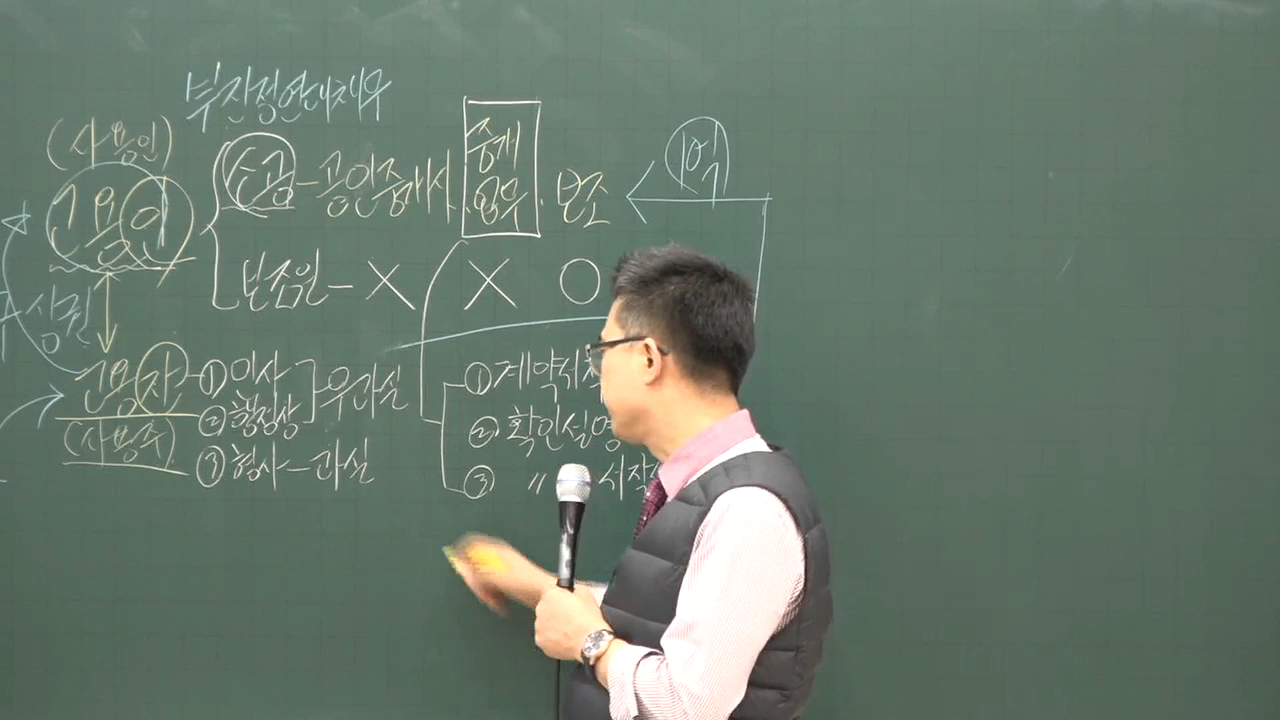 부진정연대채무
(사용인)
고용인
소공 - 공인중개사. 중개업무. 보조
10억
보조원 - X X O
구상권
고용자
(사용주)
① 민사
② 행정상
무과실
③ 형사 - 과실
① 계약서
② 확인설명
③ 〃 서작